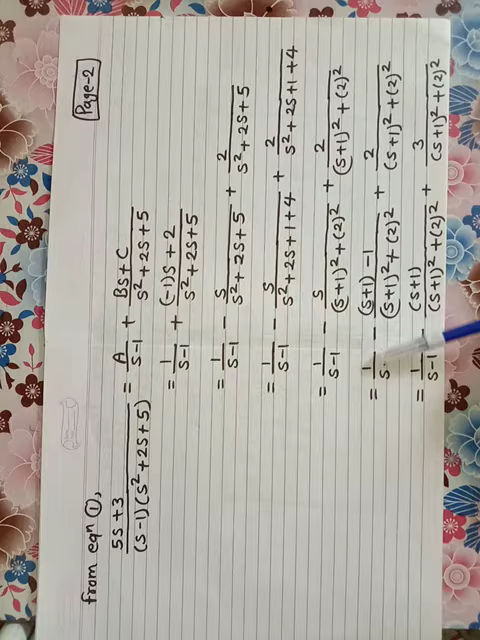 Page-2
from eqn ①,
5s+3 / (s-1)(s²+2s+5) = A / s-1 + Bs+C / s²+2s+5
= 1 / s-1 + (-1)s+2 / s²+2s+5
= 1 / s-1 - s / s²+2s+5 + 2 / s²+2s+5
= 1 / s-1 - s / s²+2s+1+4 + 2 / s²+2s+1+4
= 1 / s-1 - s / (s+1)²+(2)² + 2 / (s+1)²+(2)²
= 1 / s - (s+1)-1 / (s+1)²+(2)² + 2 / (s+1)²+(2)²
= 1 / s-1 - (s+1) / (s+1)²+(2)² + 3 / (s+1)²+(2)²